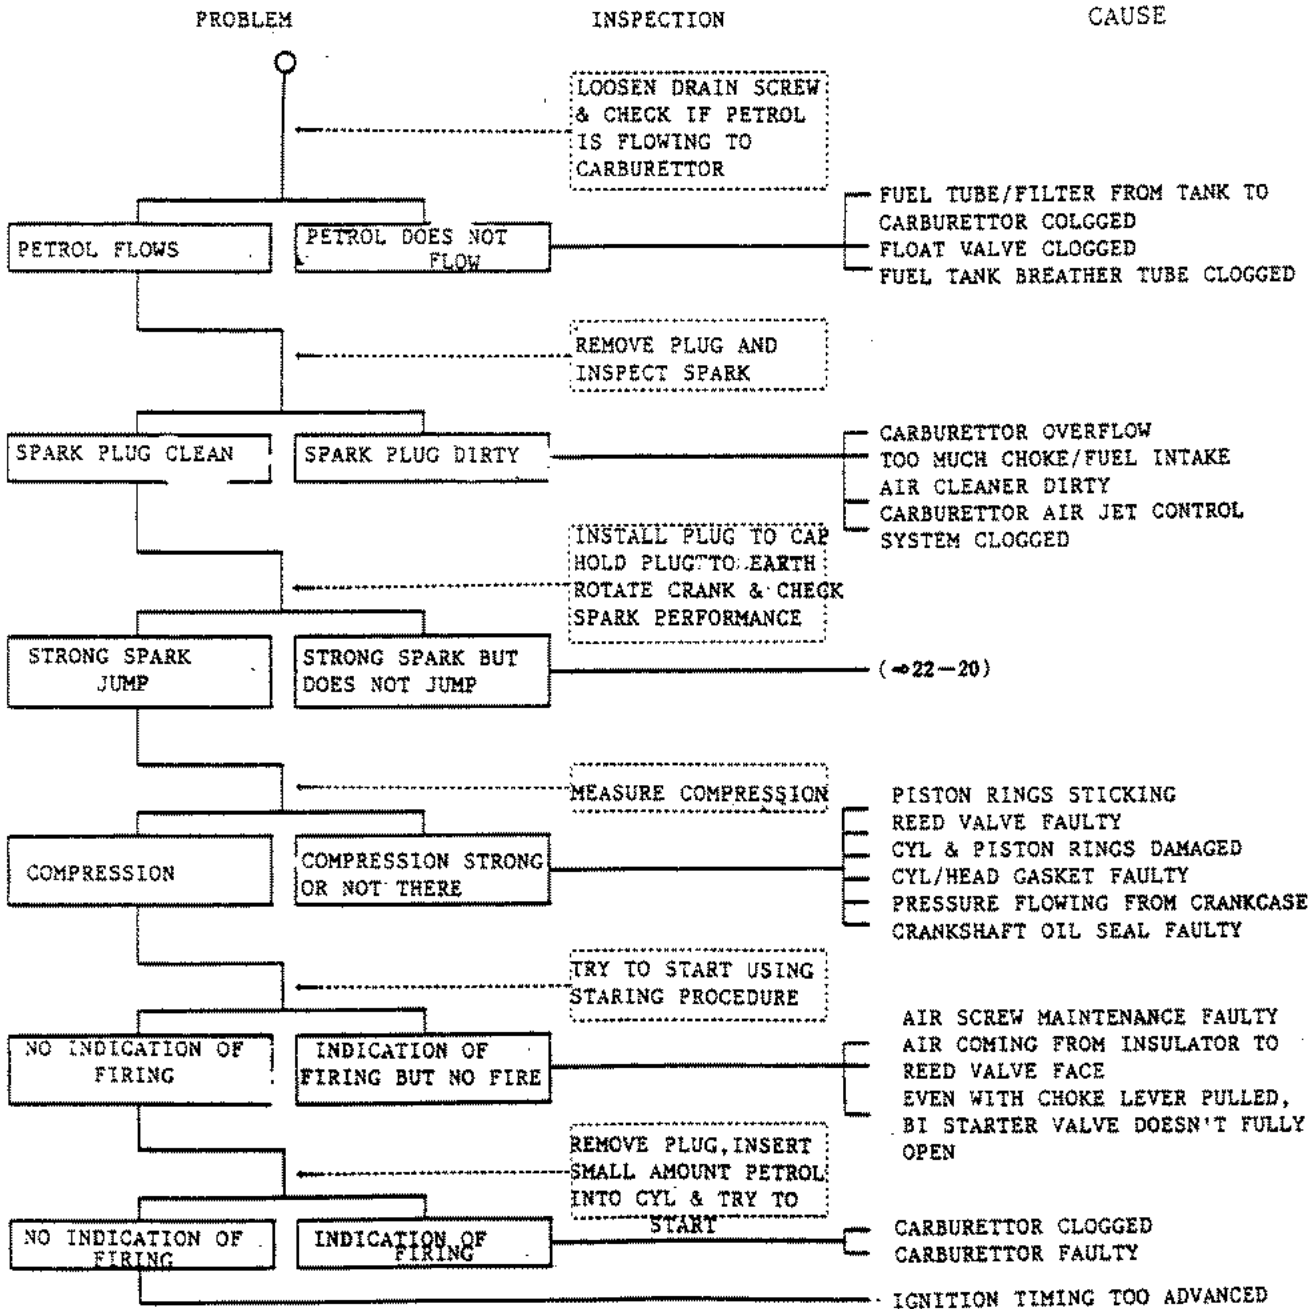 PROBLEM
INSPECTION
CAUSE
LOOSEN DRAIN SCREW
& CHECK IF PETROL
IS FLOWING TO
CARBURETTOR
PETROL FLOWS
PETROL DOES NOT
FLOW
FUEL TUBE/FILTER FROM TANK TO
CARBURETTOR COLGGED
FLOAT VALVE CLOGGED
FUEL TANK BREATHER TUBE CLOGGED
REMOVE PLUG AND
INSPECT SPARK
SPARK PLUG CLEAN
SPARK PLUG DIRTY
CARBURETTOR OVERFLOW
TOO MUCH CHOKE/FUEL INTAKE
AIR CLEANER DIRTY
CARBURETTOR AIR JET CONTROL
SYSTEM CLOGGED
INSTALL PLUG TO CAP
HOLD PLUG TO EARTH
ROTATE CRANK & CHECK
SPARK PERFORMANCE
STRONG SPARK
JUMP
STRONG SPARK BUT
DOES NOT JUMP
(➾22-20)
MEASURE COMPRESSION
COMPRESSION
COMPRESSION STRONG
OR NOT THERE
PISTON RINGS STICKING
REED VALVE FAULTY
CYL & PISTON RINGS DAMAGED
CYL/HEAD GASKET FAULTY
PRESSURE FLOWING FROM CRANKCASE
CRANKSHAFT OIL SEAL FAULTY
TRY TO START USING
STARING PROCEDURE
NO INDICATION OF
FIRING
INDICATION OF
FIRING BUT NO FIRE
AIR SCREW MAINTENANCE FAULTY
AIR COMING FROM INSULATOR TO
REED VALVE FACE
EVEN WITH CHOKE LEVER PULLED,
BI STARTER VALVE DOESN'T FULLY
OPEN
REMOVE PLUG, INSERT
SMALL AMOUNT PETROL
INTO CYL & TRY TO
START
NO INDICATION OF
FIRING
INDICATION OF
FIRING
CARBURETTOR CLOGGED
CARBURETTOR FAULTY
IGNITION TIMING TOO ADVANCED